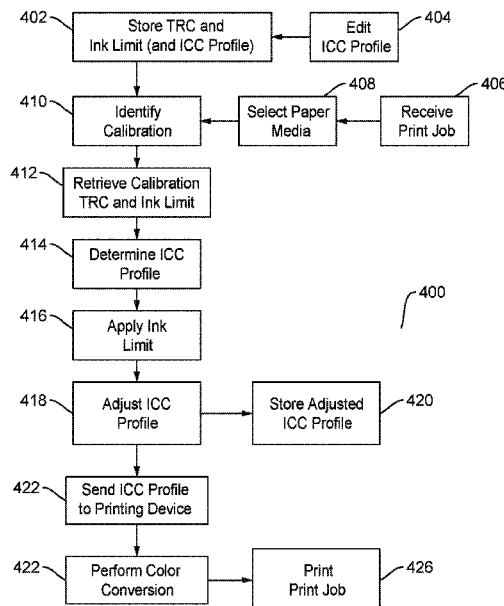 402
Store TRC and
Ink Limit (and ICC Profile)
Edit
ICC Profile
404
410
Identify
Calibration
408
Select Paper
Media
406
Receive
Print Job
412
Retrieve Calibration
TRC and Ink Limit
414
Determine ICC
Profile
400
416
Apply Ink
Limit
418
Adjust ICC
Profile
Store Adjusted
ICC Profile
420
422
Send ICC Profile
to Printing Device
422
Perform Color
Conversion
Print
Print Job
426